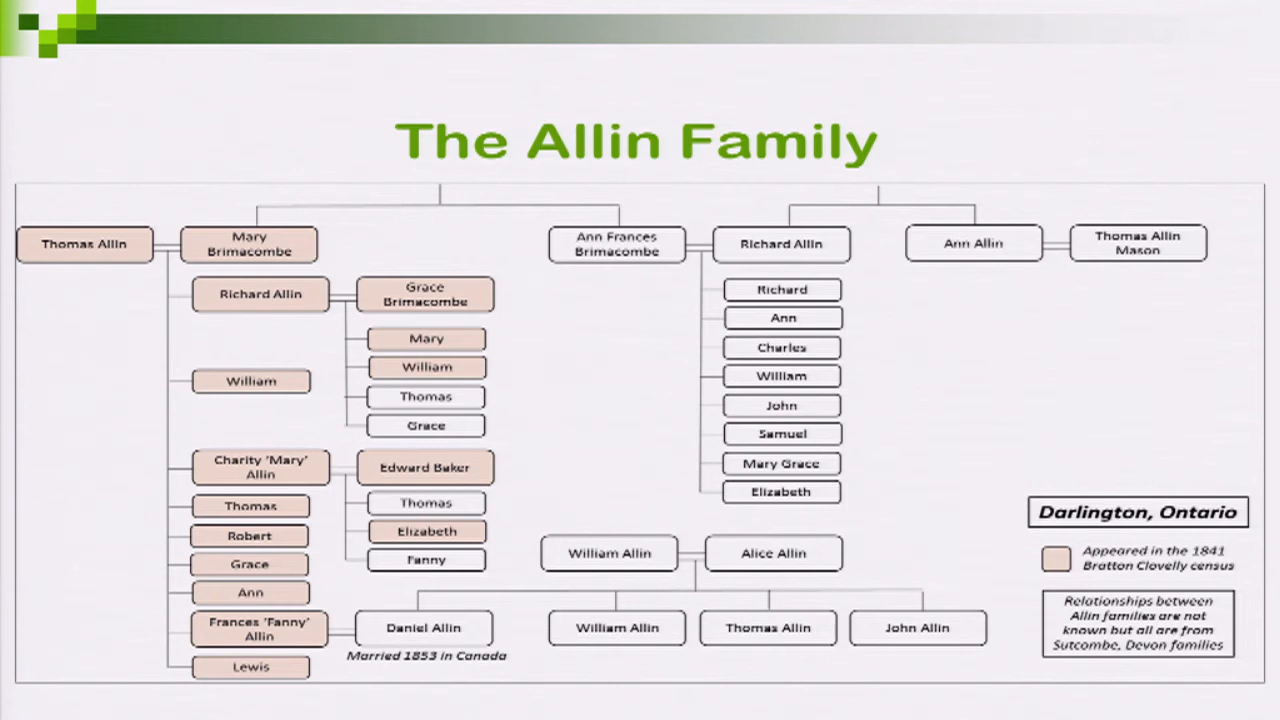 The Allin Family
Thomas Allin
Mary
Brimacombe
Ann Frances
Brimacombe
Richard Allin
Ann Allin
Thomas Allin
Mason
Richard Allin
Grace
Brimacombe
Mary
William
Thomas
Grace
William
Charity 'Mary'
Allin
Edward Baker
Thomas
Elizabeth
Fanny
Thomas
Robert
Grace
Ann
Frances 'Fanny'
Allin
Daniel Allin
Married 1853 in Canada
Lewis
Richard
Ann
Charles
William
John
Samuel
Mary Grace
Elizabeth
William Allin
Alice Allin
William Allin
Thomas Allin
John Allin
Darlington, Ontario
Appeared in the 1841
Bratton Clovelly census
Relationships between
Allin families are not
known but all are from
Sutcombe, Devon families